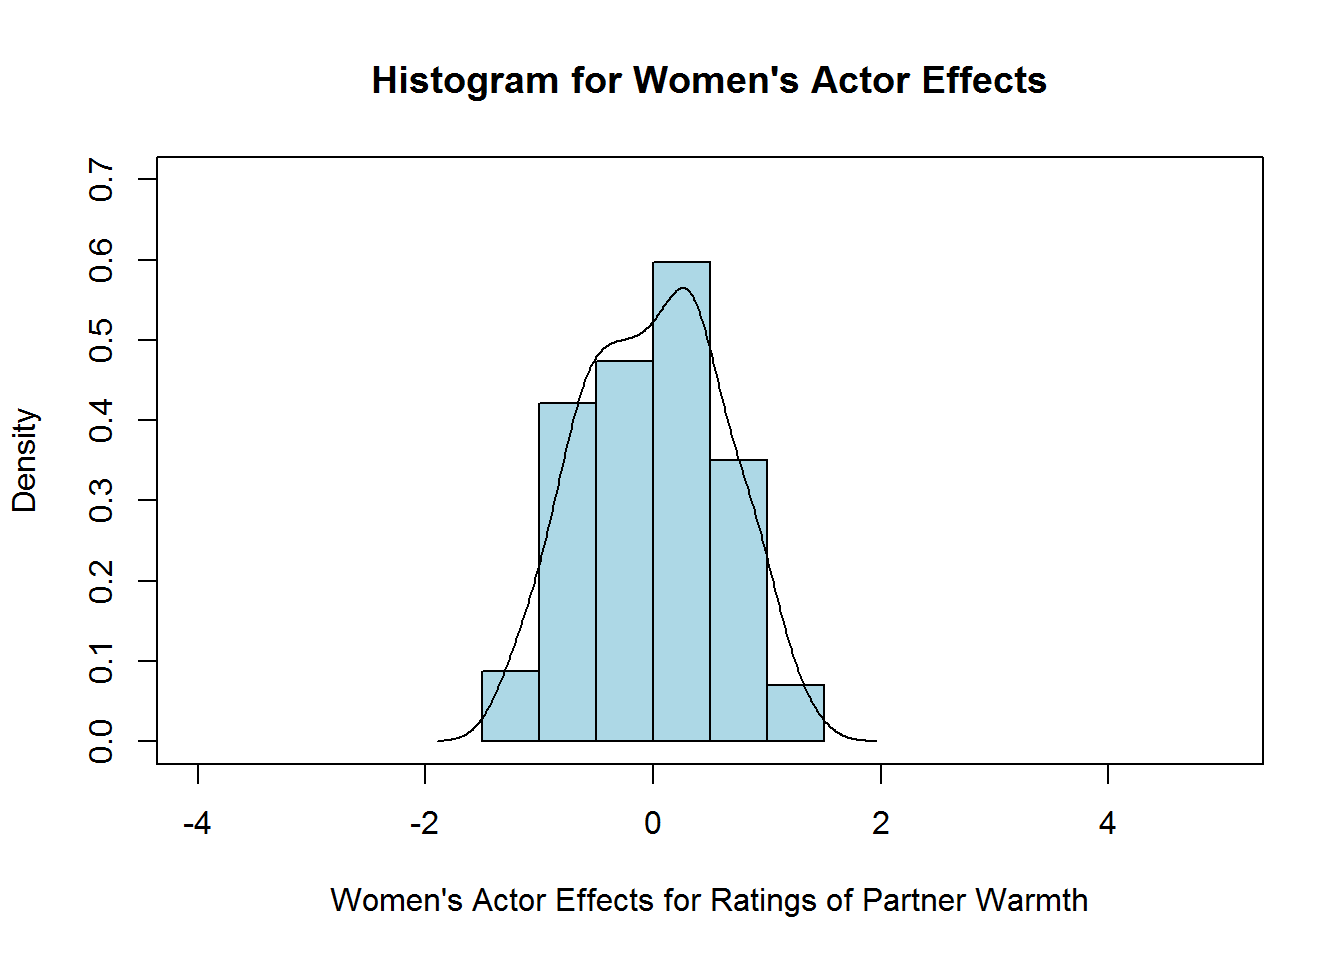 Histogram for Women's Actor Effects
Density
0.7
0.6
0.5
0.4
0.3
0.2
0.1
0.0
-4 -2 0 2 4
Women's Actor Effects for Ratings of Partner Warmth